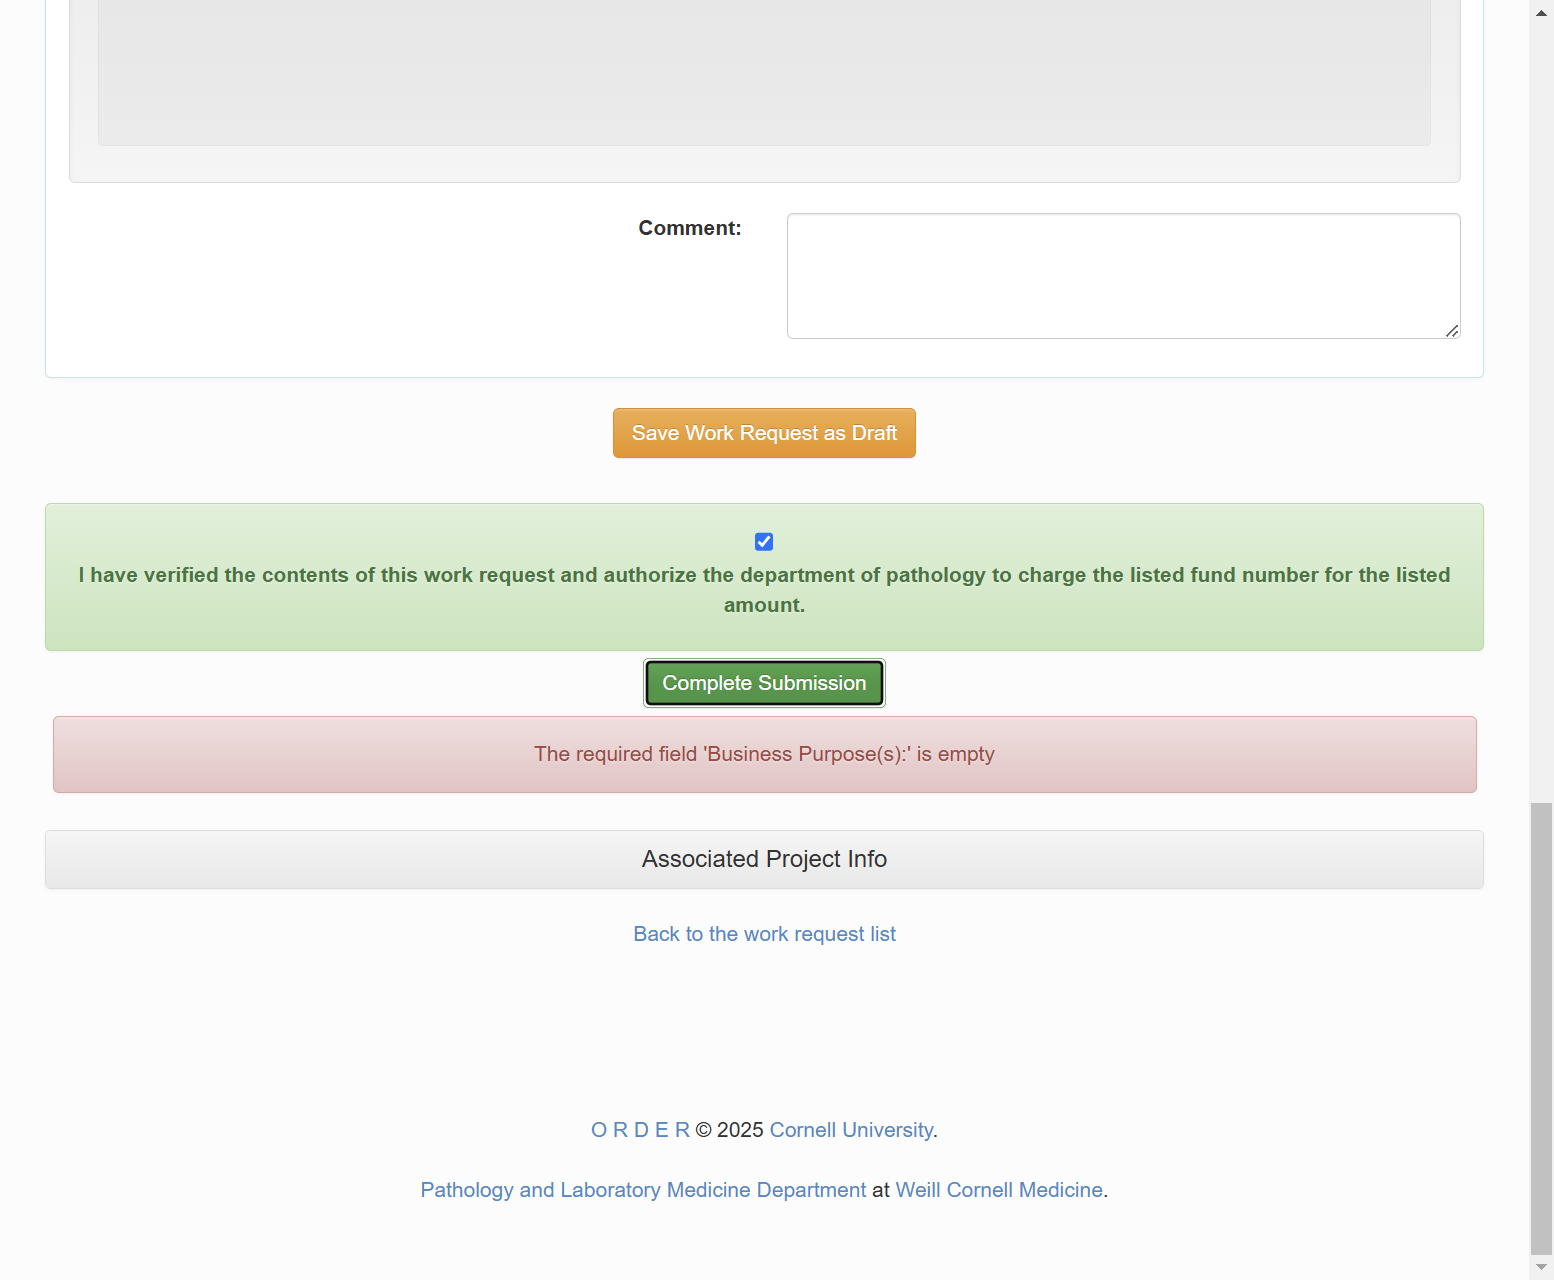 Comment:
Save Work Request as Draft
I have verified the contents of this work request and authorize the department of pathology to charge the listed fund number for the listed
amount.
Complete Submission
The required field 'Business Purpose(s):' is empty
Associated Project Info
Back to the work request list
O R D E R © 2025 Cornell University.
Pathology and Laboratory Medicine Department at Weill Cornell Medicine.